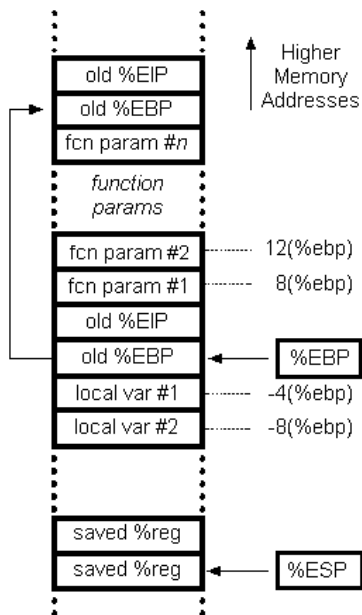 Higher
Memory
Addresses
old %EIP
old %EBP
fcn param #n
function
params
fcn param #2 12(%ebp)
fcn param #1 8(%ebp)
old %EIP
old %EBP %EBP
local var #1 -4(%ebp)
local var #2 -8(%ebp)
saved %reg
saved %reg %ESP